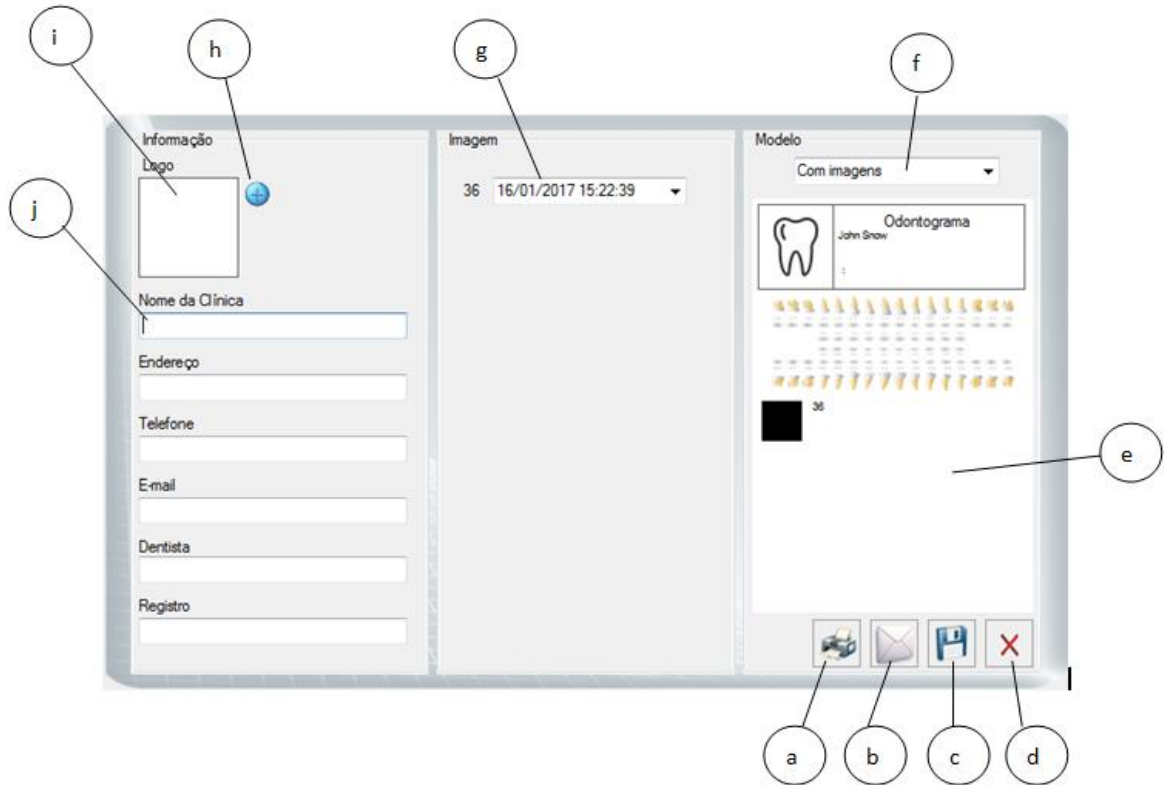 i
h
g
f
Informação
Imagem
Modelo
Logo
Com imagens
36 16/01/2017 15:22:39
j
Odontograma
John Snow
:
Nome da Clínica
Endereço
36
Telefone
e
E-mail
Dentista
Registro
a
b
c
d